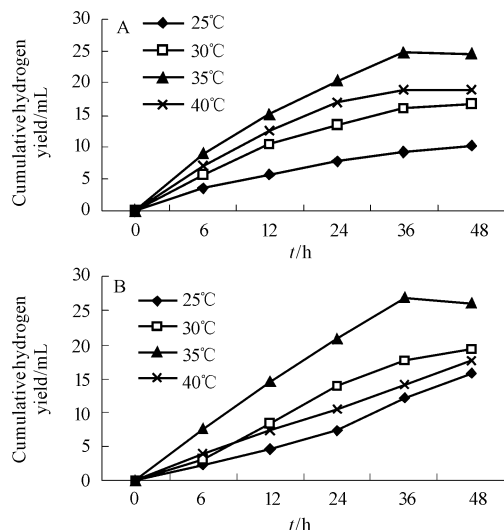 A
30
25
20
15
10
5
0
Cumulative hydrogen
yield/mL
25℃
30℃
35℃
40℃
0 6 12 24 36 48
t/h
B
30
25
20
15
10
5
0
Cumulative hydrogen
yield/mL
25℃
30℃
35℃
40℃
0 6 12 24 36 48
t/h